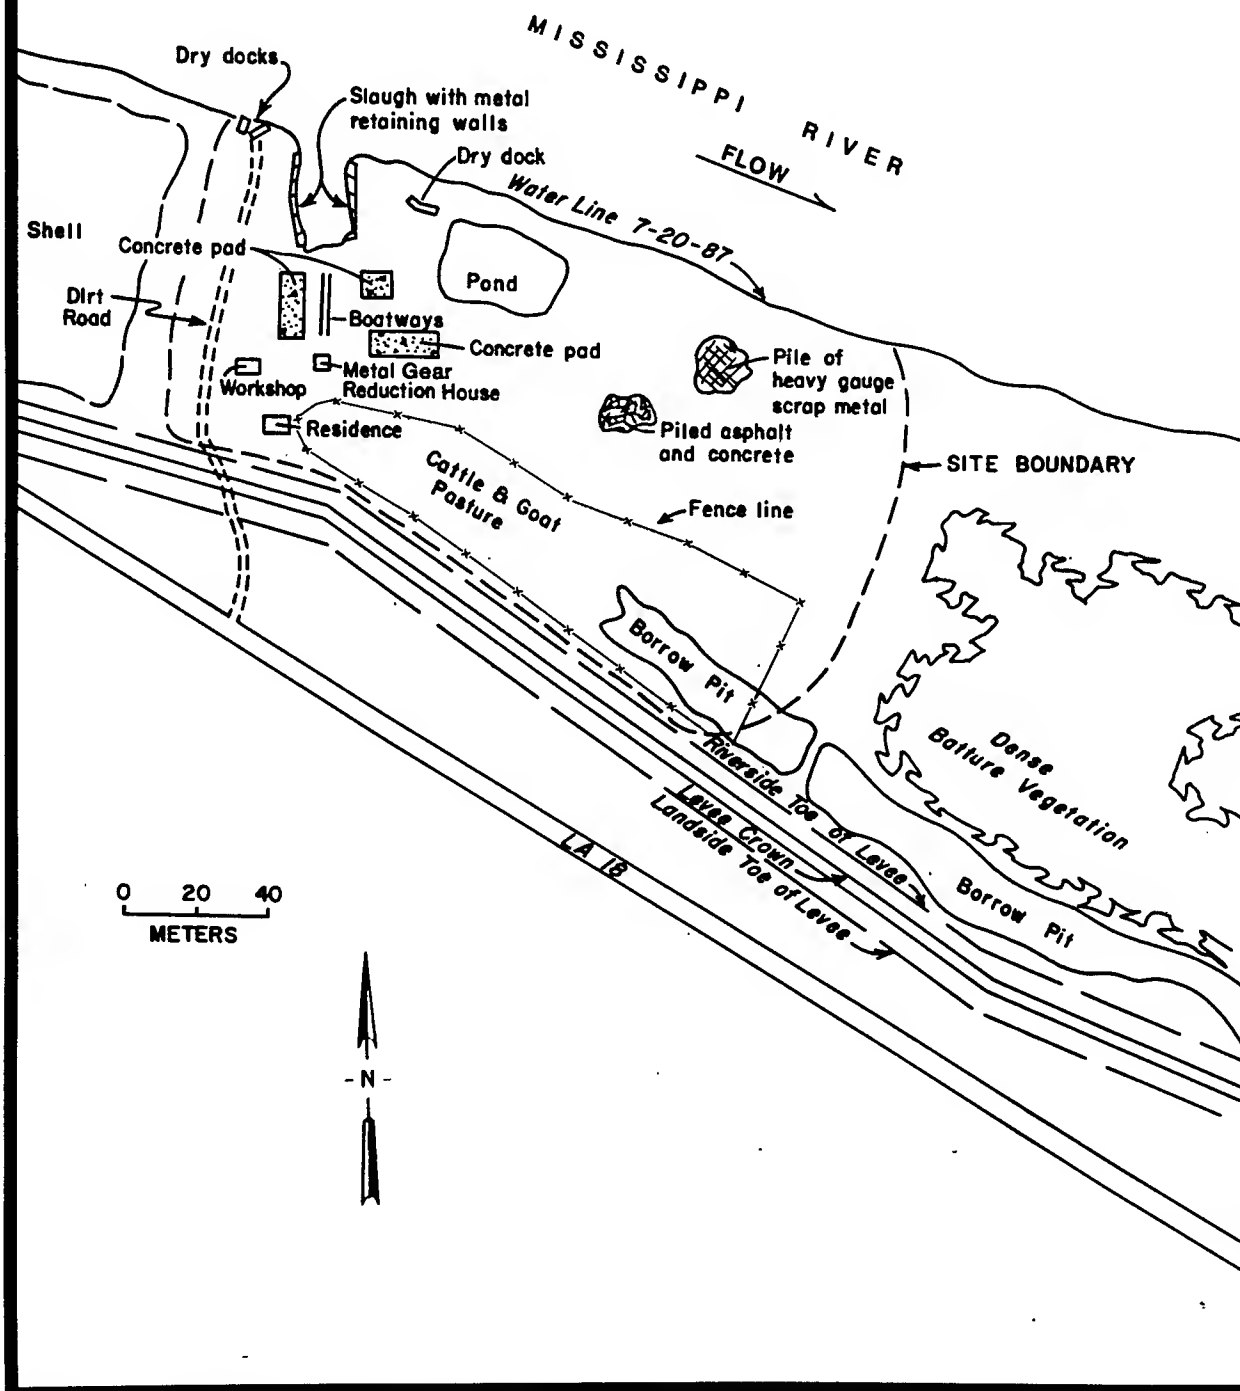 MISSISSIPPI RIVER
Dry docks
Slaugh with metal
retaining walls
FLOW
Dry dock
Water Line 7-20-87
Shell
Concrete pad
Pond
Dirt
Road
Boatways
Concrete pad
Pile of
heavy gauge
scrap metal
Metal Gear
Reduction House
Workshop
Residence
Piled asphalt
and concrete
SITE BOUNDARY
Cattle & Goat
Pasture
Fence line
Borrow Pit
Dense
Batture Vegetation
Riverside Toe of Levee
Levee Crown
Landside Toe of Levee
LA 18
Borrow Pit
0 20 40
METERS
- N -